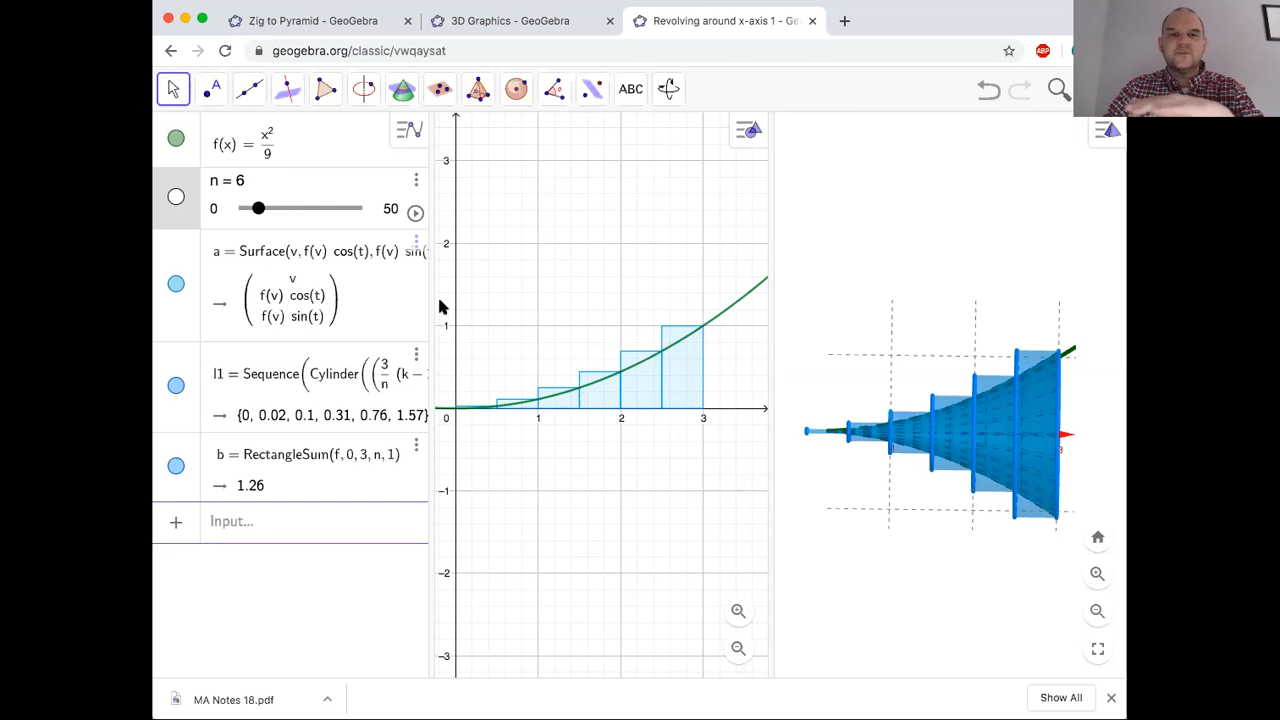 Zig to Pyramid - GeoGebra
3D Graphics - GeoGebra
Revolving around x-axis 1 - Ge
geogebra.org/classic/vwqaysat
ABP
ABC
f(x) = x²/9
n = 6
0 50
a = Surface(v, f(v) cos(t), f(v) sin(
→ ( v
f(v) cos(t)
f(v) sin(t) )
l1 = Sequence(Cylinder((3/n (k −
→ {0, 0.02, 0.1, 0.31, 0.76, 1.57}
b = RectangleSum(f, 0, 3, n, 1)
→ 1.26
+ Input...
3
2
1
0 1 2 3
−1
−2
−3
3
MA Notes 18.pdf
Show All